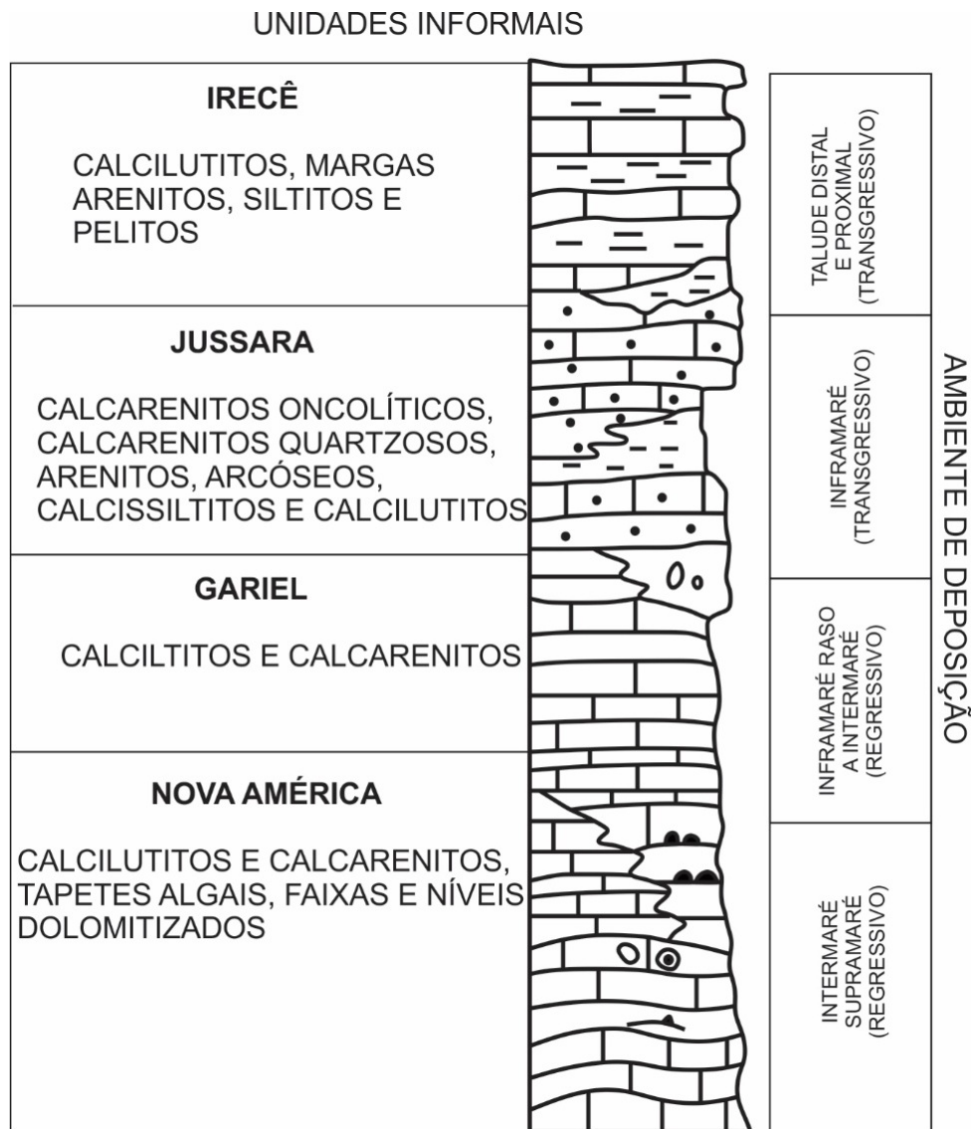 UNIDADES INFORMAIS
IRECÊ
CALCILUTITOS, MARGAS
ARENITOS, SILTITOS E
PELITOS
JUSSARA
CALCARENITOS ONCOLÍTICOS,
CALCARENITOS QUARTZOSOS,
ARENITOS, ARCÓSEOS,
CALCISSILTITOS E CALCILUTITOS
GARIEL
CALCILTITOS E CALCARENITOS
NOVA AMÉRICA
CALCILUTITOS E CALCARENITOS,
TAPETES ALGAIS, FAIXAS E NÍVEIS
DOLOMITIZADOS
TALUDE DISTAL
E PROXIMAL
(TRANSGRESSIVO)
INFRAMARÉ
(TRANSGRESSIVO)
INFRAMARÉ RASO
A INTERMARÉ
(REGRESSIVO)
INTERMARÉ
SUPRAMARÉ
(REGRESSIVO)
AMBIENTE DE DEPOSIÇÃO